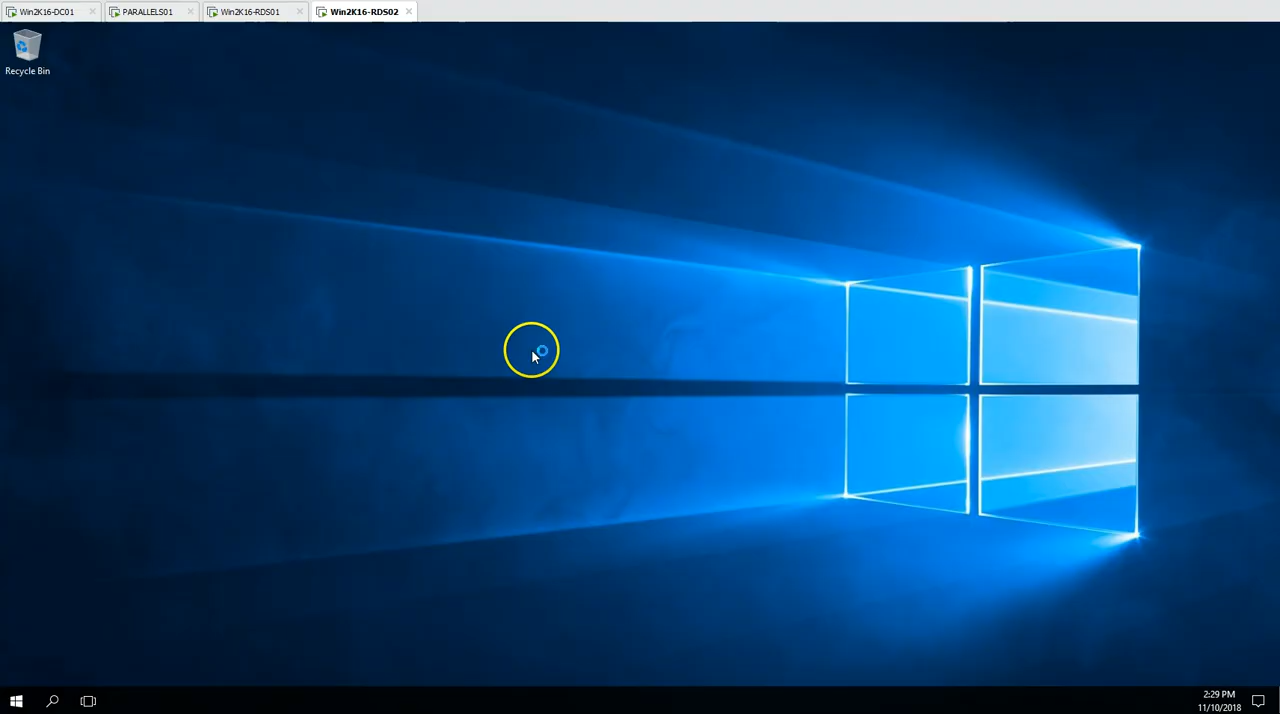 Win2K16-DC01
PARALLELS01
Win2K16-RDS01
Win2K16-RDS02
Recycle Bin
2:29 PM
11/10/2018